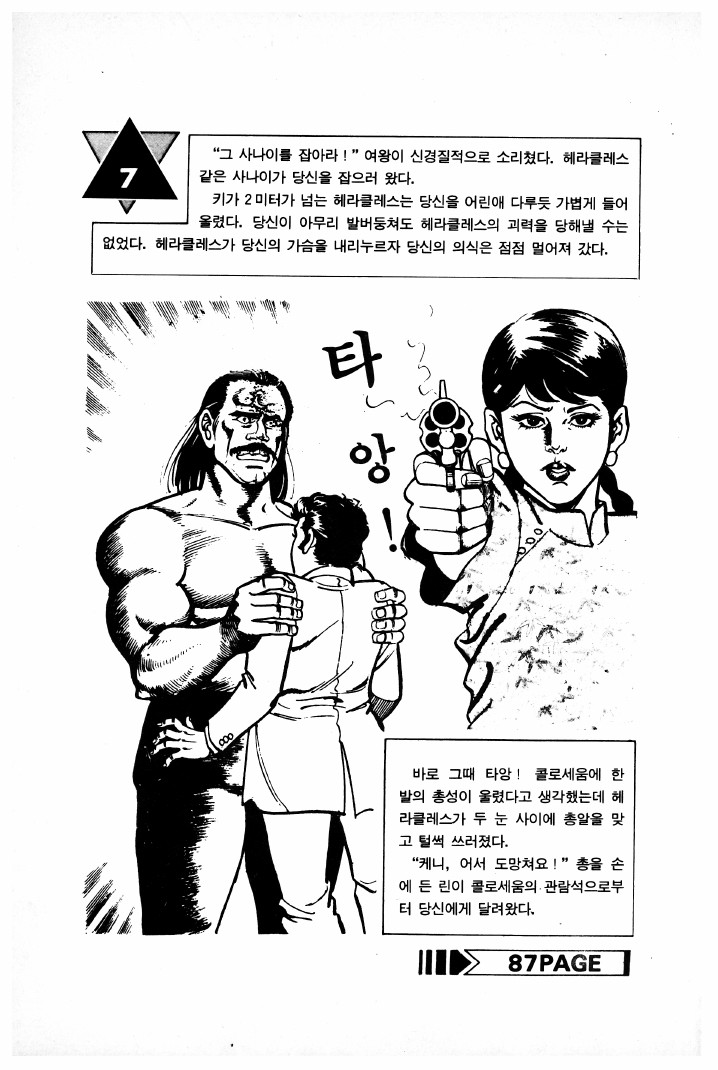 7
“그 사나이를 잡아라!” 여왕이 신경질적으로 소리쳤다. 헤라클레스
같은 사나이가 당신을 잡으러 왔다.
키가 2미터가 넘는 헤라클레스는 당신을 어린애 다루듯 가볍게 들어
올렸다. 당신이 아무리 발버둥쳐도 헤라클레스의 괴력을 당해낼 수는
없었다. 헤라클레스가 당신의 가슴을 내리누르자 당신의 의식은 점점 멀어져 갔다.
타
앙
!
바로 그때 타앙! 콜로세움에 한
발의 총성이 울렸다고 생각했는데 헤
라클레스가 두 눈 사이에 총알을 맞
고 털썩 쓰러졌다.
“케니, 어서 도망쳐요!” 총을 손
에 든 린이 콜로세움의 관람석으로부
터 당신에게 달려왔다.
87PAGE